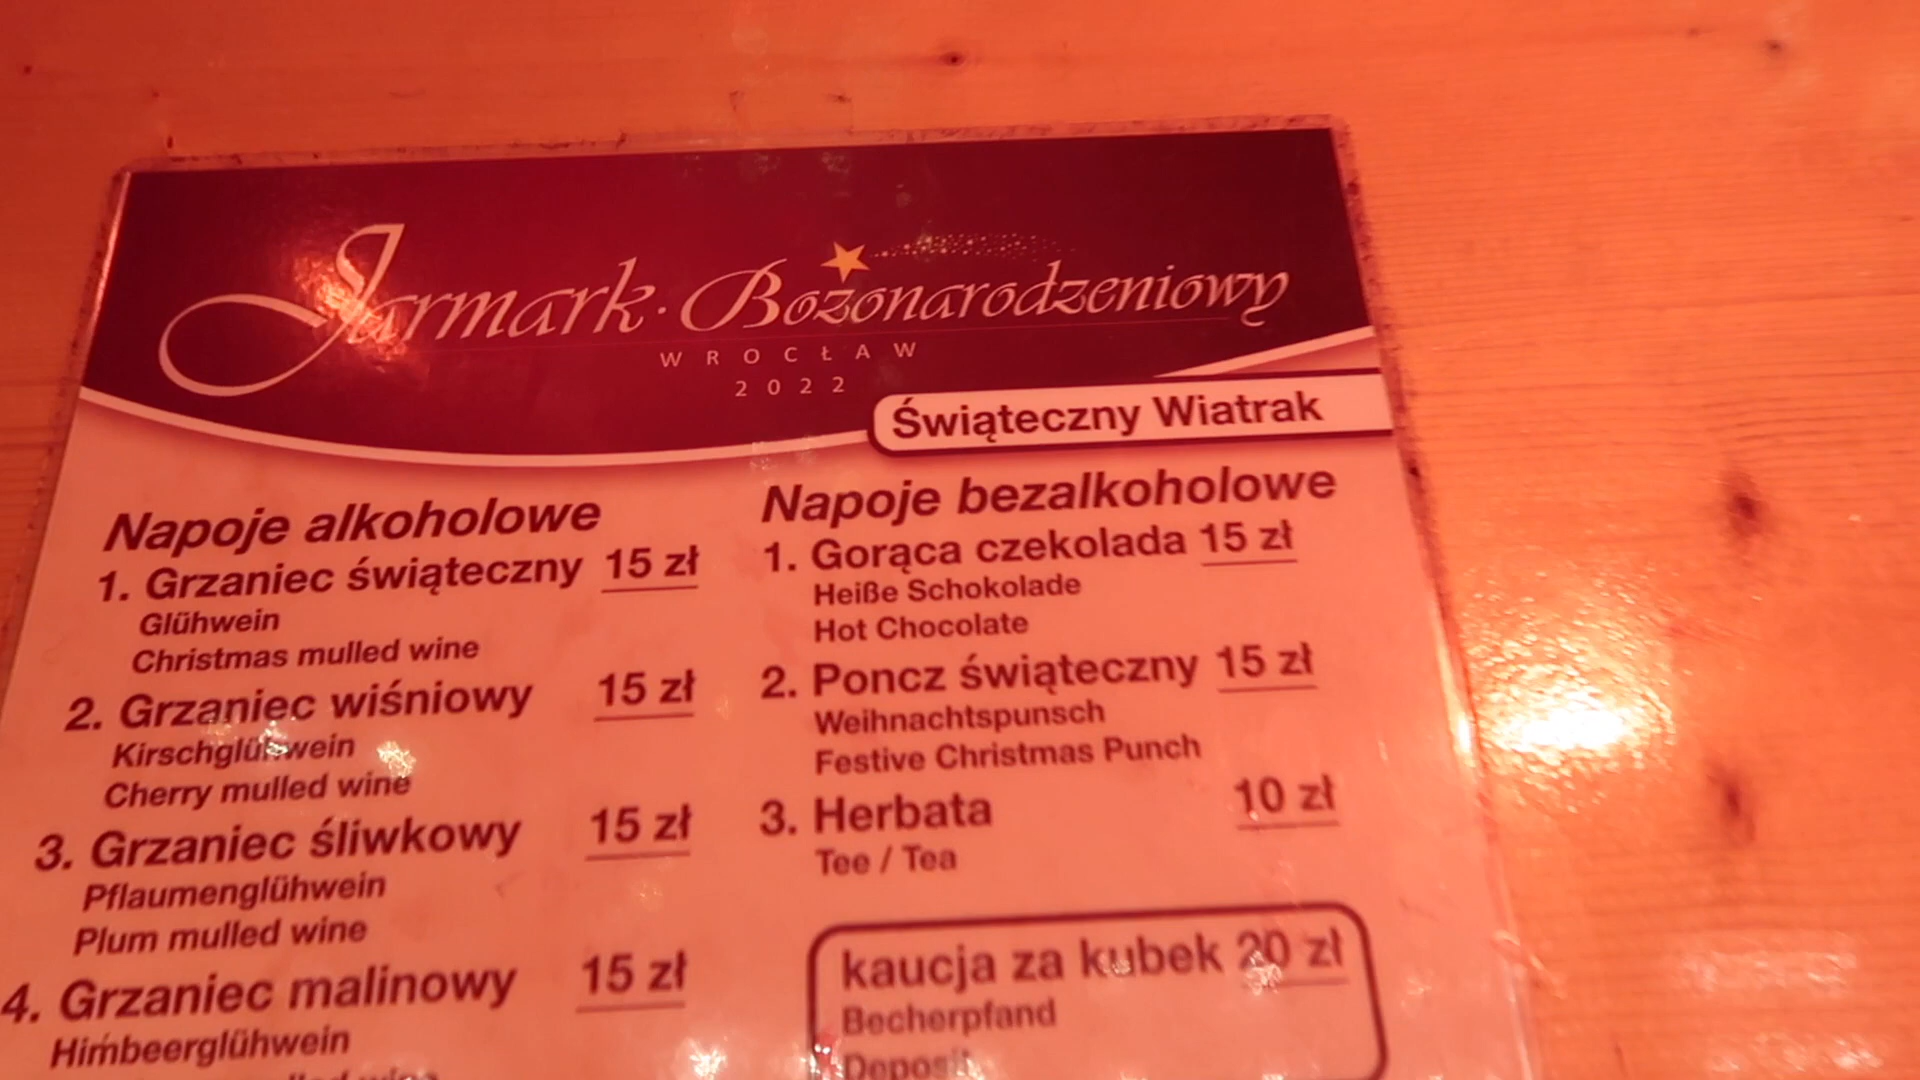 Jarmark · Bożonarodzeniowy
WROCŁAW
2022
Świąteczny Wiatrak
Napoje alkoholowe
1. Grzaniec świąteczny 15 zł
Glühwein
Christmas mulled wine
2. Grzaniec wiśniowy 15 zł
Kirschglühwein
Cherry mulled wine
3. Grzaniec śliwkowy 15 zł
Pflaumenglühwein
Plum mulled wine
4. Grzaniec malinowy 15 zł
Himbeerglühwein
Napoje bezalkoholowe
1. Gorąca czekolada 15 zł
Heiße Schokolade
Hot Chocolate
2. Poncz świąteczny 15 zł
Weihnachtspunsch
Festive Christmas Punch
3. Herbata 10 zł
Tee / Tea
kaucja za kubek 20 zł
Becherpfand
Deposit